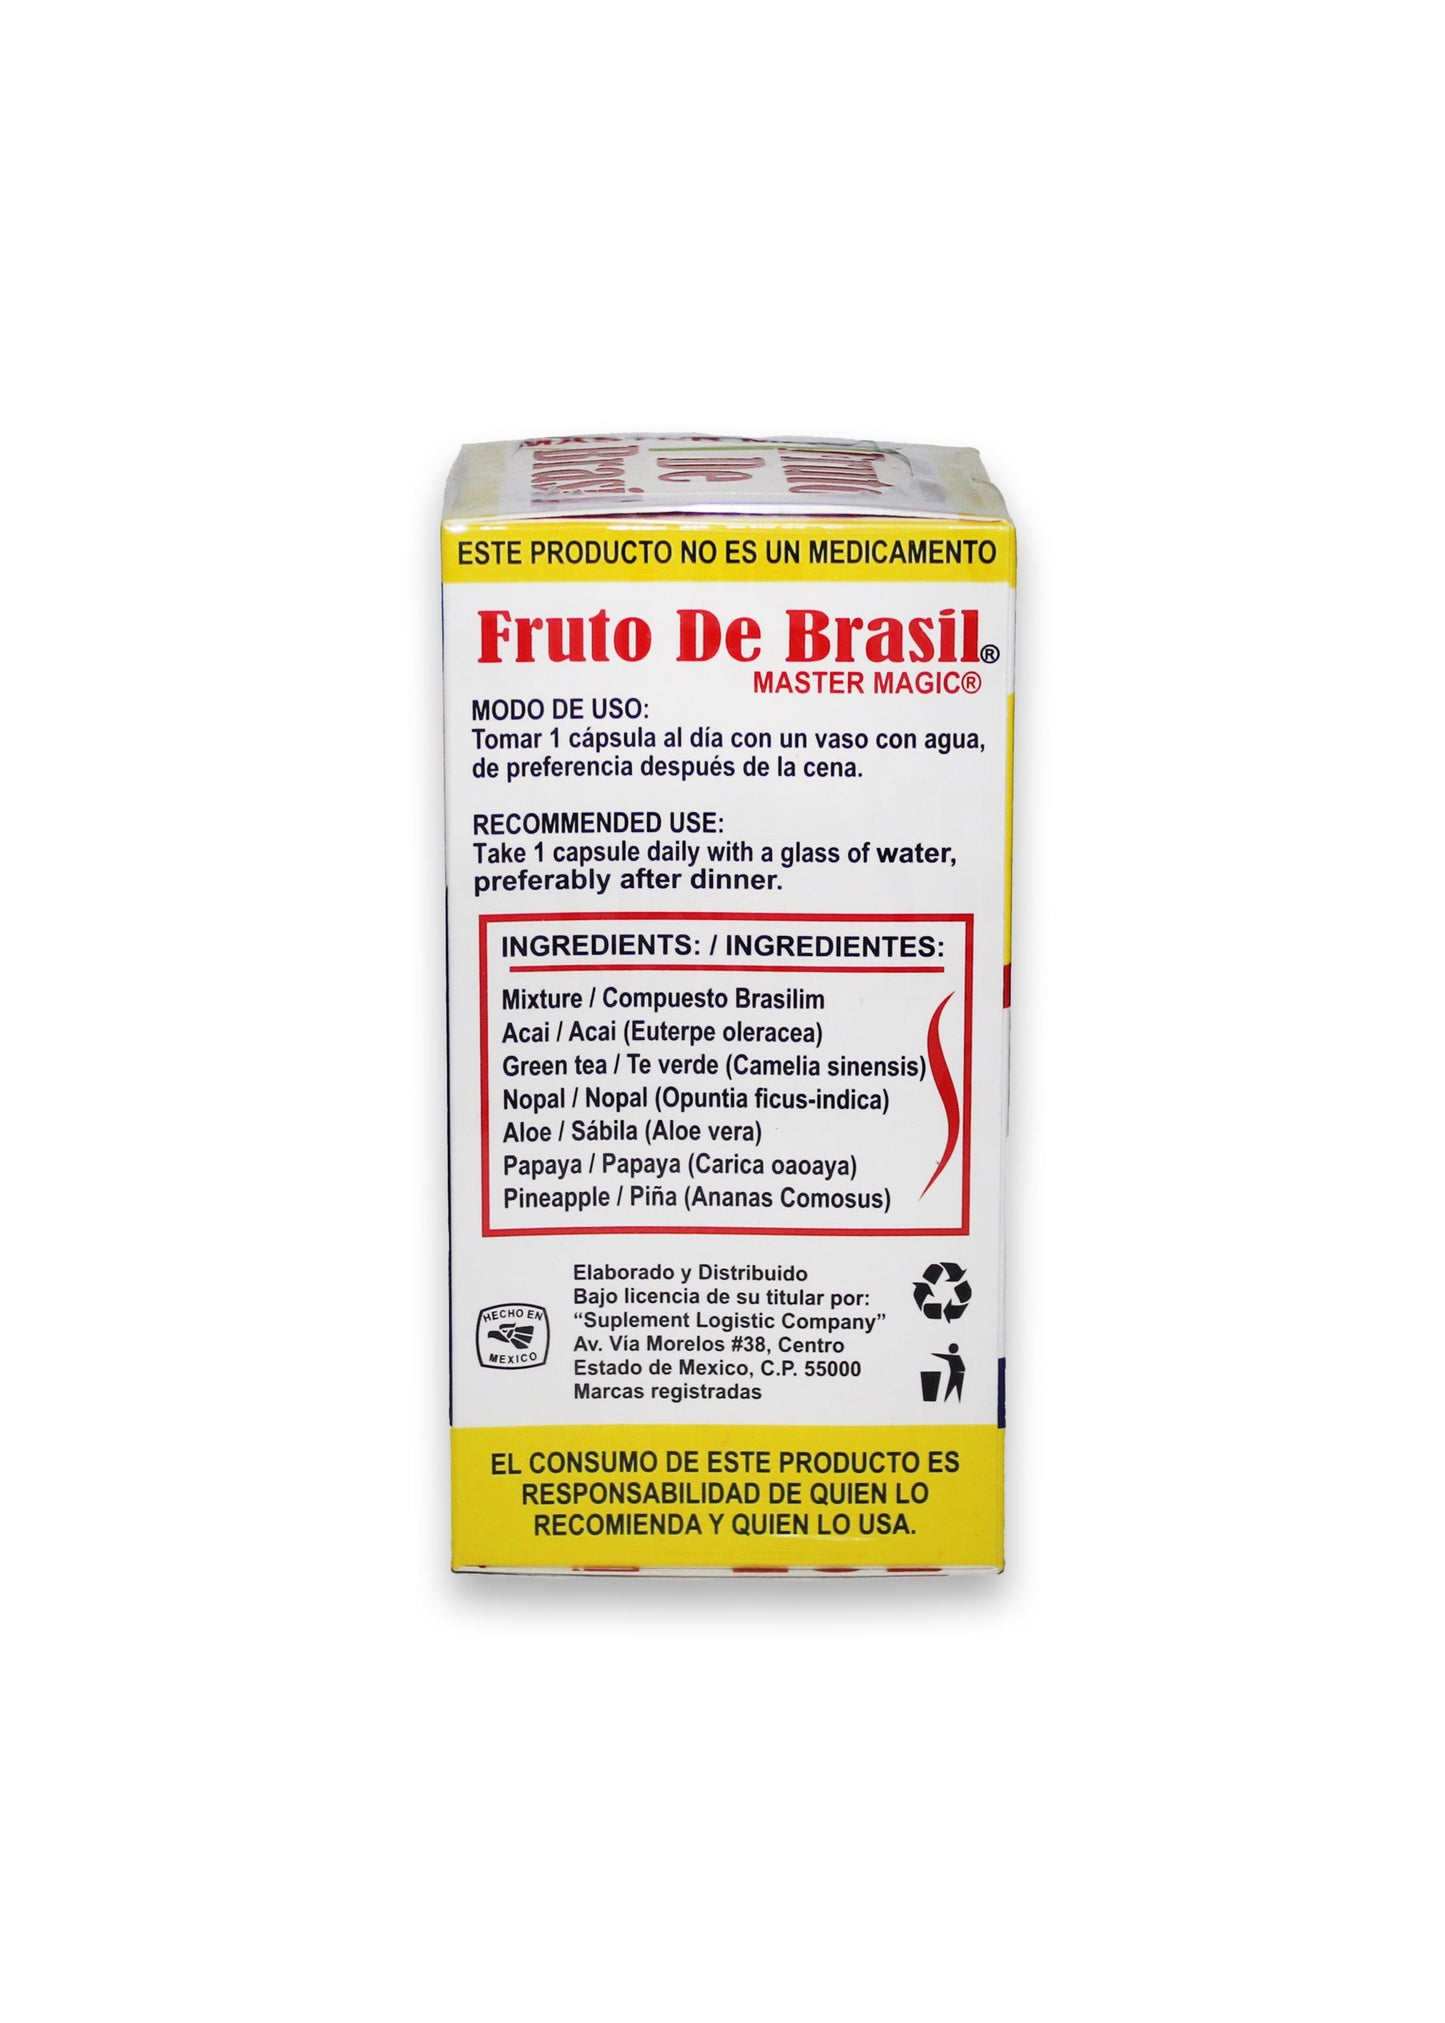 ESTE PRODUCTO NO ES UN MEDICAMENTO
Fruto De Brasil®
MASTER MAGIC®
MODO DE USO:
Tomar 1 cápsula al día con un vaso con agua,
de preferencia después de la cena.
RECOMMENDED USE:
Take 1 capsule daily with a glass of water,
preferably after dinner.
INGREDIENTS: / INGREDIENTES:
Mixture / Compuesto Brasilim
Acai / Acai (Euterpe oleracea)
Green tea / Te verde (Camelia sinensis)
Nopal / Nopal (Opuntia ficus-indica)
Aloe / Sábila (Aloe vera)
Papaya / Papaya (Carica oaoaya)
Pineapple / Piña (Ananas Comosus)
HECHO EN
MEXICO
Elaborado y Distribuido
Bajo licencia de su titular por:
“Suplement Logistic Company”
Av. Vía Morelos #38, Centro
Estado de Mexico, C.P. 55000
Marcas registradas
EL CONSUMO DE ESTE PRODUCTO ES
RESPONSABILIDAD DE QUIEN LO
RECOMIENDA Y QUIEN LO USA.